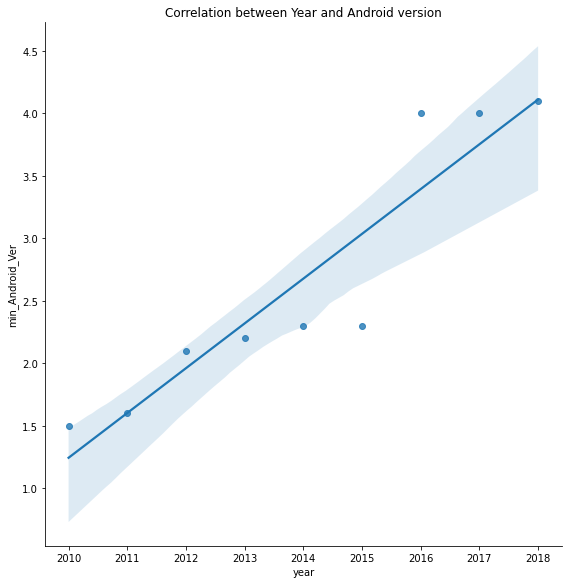 Correlation between Year and Android version
4.5
4.0
3.5
3.0
2.5
2.0
1.5
1.0
min_Android_Ver
2010 2011 2012 2013 2014 2015 2016 2017 2018
year